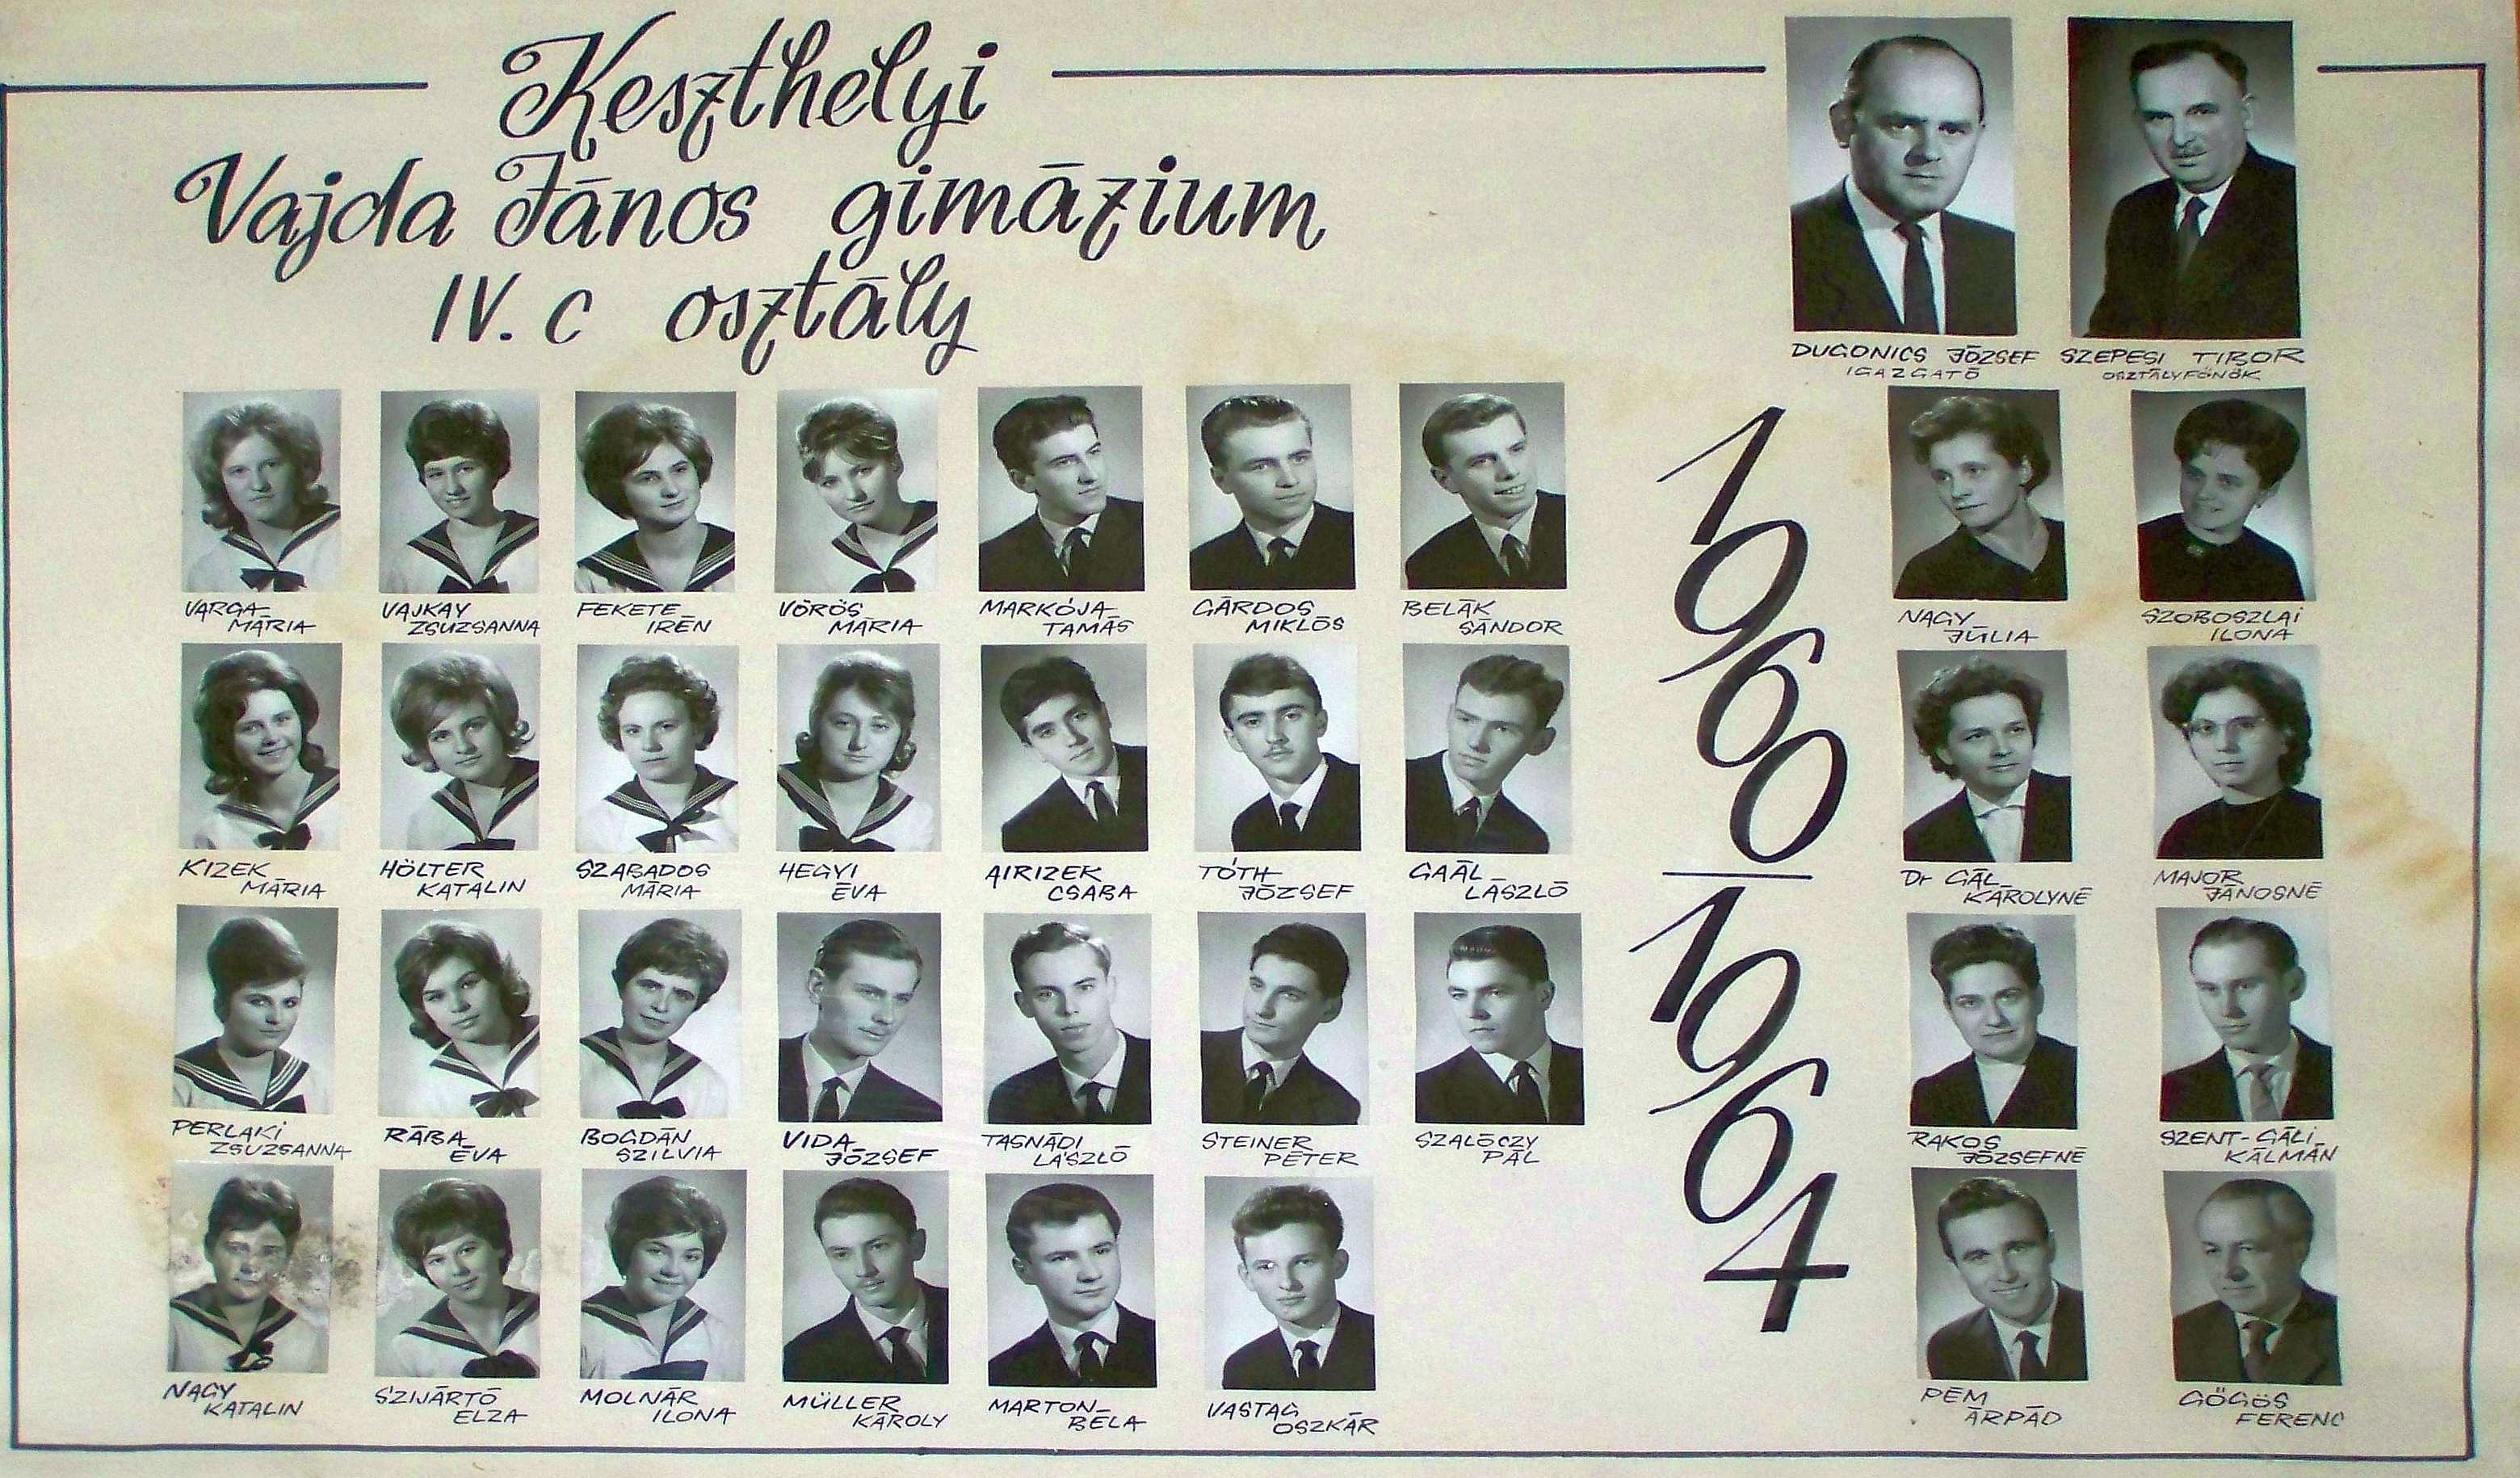 Keszthelyi
Vajda János gimázium
IV. c osztály
DUGONICS JÓZSEF
IGAZGATÓ
SZEPESI TIBOR
OSZTÁLYFŐNÖK
VARGA
MÁRIA
VAJKAY
ZSUZSANNA
FEKETE
IRÉN
VÖRÖS
MÁRIA
MARKÓJA
TAMÁS
GÁRDOS
MIKLÓS
BELÁK
SÁNDOR
NAGY
JÚLIA
SZOBOSZLAI
ILONA
KIZEK
MÁRIA
HÖLTER
KATALIN
SZABADOS
MÁRIA
HEGYI
ÉVA
AIRIZEK
CSABA
TÓTH
JÓZSEF
GAÁL
LÁSZLÓ
1960
1964
Dr GÁL
KÁROLYNÉ
MAJOR
JÁNOSNÉ
PERLAKI
ZSUZSANNA
RÁBA
ÉVA
BOGDÁN
SZILVIA
VIDA
JÓZSEF
TASNÁDI
LÁSZLÓ
STEINER
PÉTER
SZALÓCZY
PÁL
RAKOS
JÓZSEFNÉ
SZENT-GÁLI
KÁLMÁN
NAGY
KATALIN
SZIJÁRTÓ
ELZA
MOLNÁR
ILONA
MÜLLER
KÁROLY
MARTON
BÉLA
VASTAG
OSZKÁR
PÉM
ÁRPÁD
GŐGÖS
FERENC